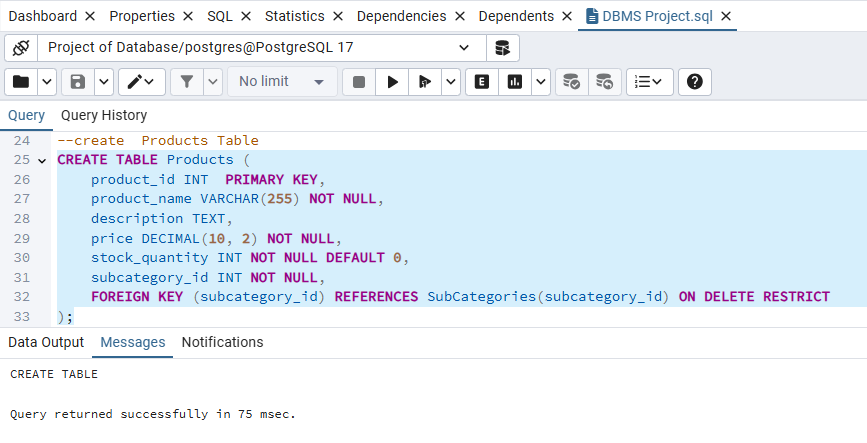 Dashboard Properties SQL Statistics Dependencies Dependents DBMS Project.sql
Project of Database/postgres@PostgreSQL 17
No limit E
Query Query History
24 --create  Products Table
25 CREATE TABLE Products (
26 product_id INT  PRIMARY KEY,
27 product_name VARCHAR(255) NOT NULL,
28 description TEXT,
29 price DECIMAL(10, 2) NOT NULL,
30 stock_quantity INT NOT NULL DEFAULT 0,
31 subcategory_id INT NOT NULL,
32 FOREIGN KEY (subcategory_id) REFERENCES SubCategories(subcategory_id) ON DELETE RESTRICT
33 );
Data Output Messages Notifications
CREATE TABLE
Query returned successfully in 75 msec.